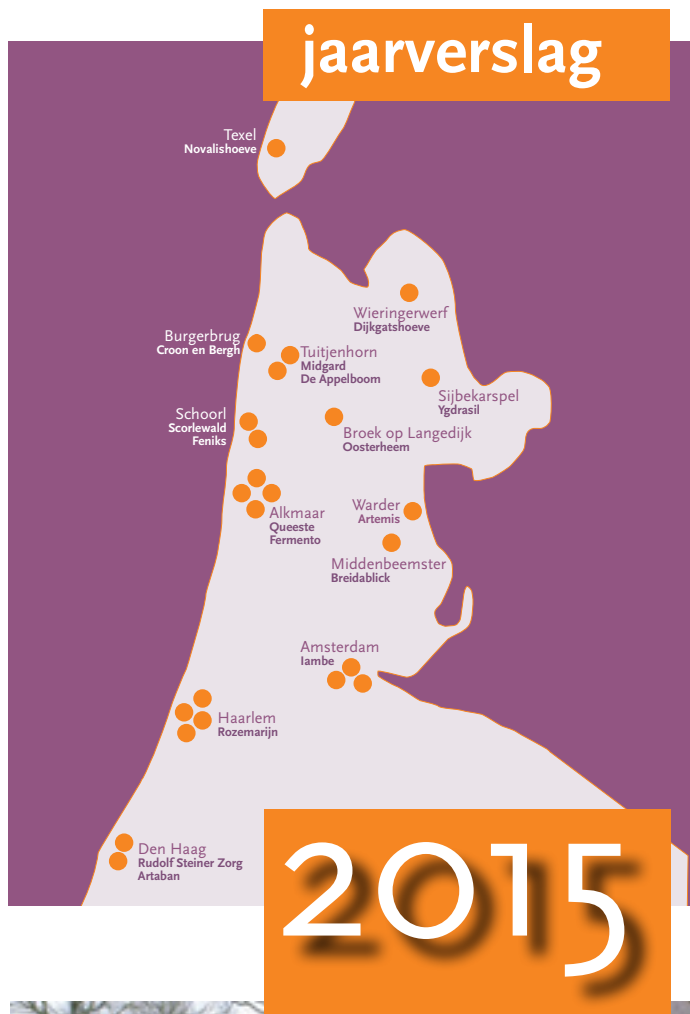 jaarverslag
Texel
Novalishoeve
Wieringerwerf
Dijkgatshoeve
Burgerbrug
Croon en Bergh
Tuitjenhorn
Midgard
De Appelboom
Sijbekarspel
Ygdrasil
Schoorl
Scorlewald
Feniks
Broek op Langedijk
Oosterheem
Alkmaar
Queeste
Fermento
Warder
Artemis
Middenbeemster
Breidablick
Amsterdam
Iambe
Haarlem
Rozemarijn
Den Haag
Rudolf Steiner Zorg
Artaban
2015